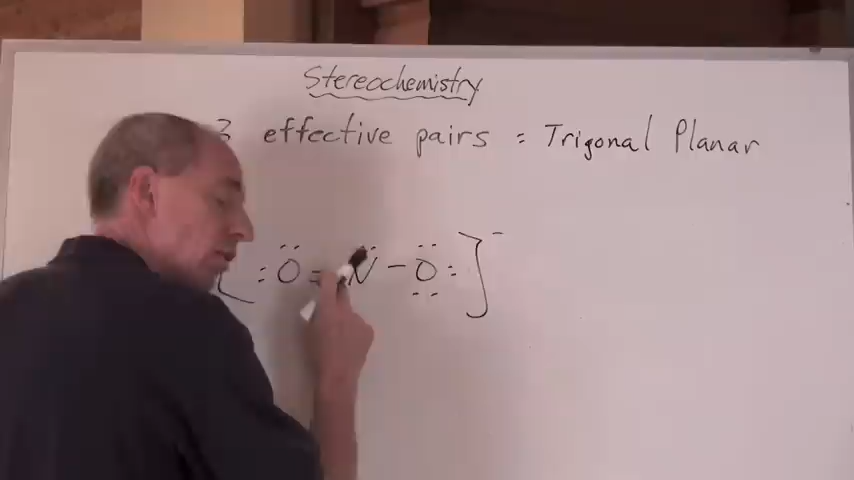 Stereochemistry
3 effective pairs = Trigonal Planar
[:Ö=N̈-Ö̤:]⁻